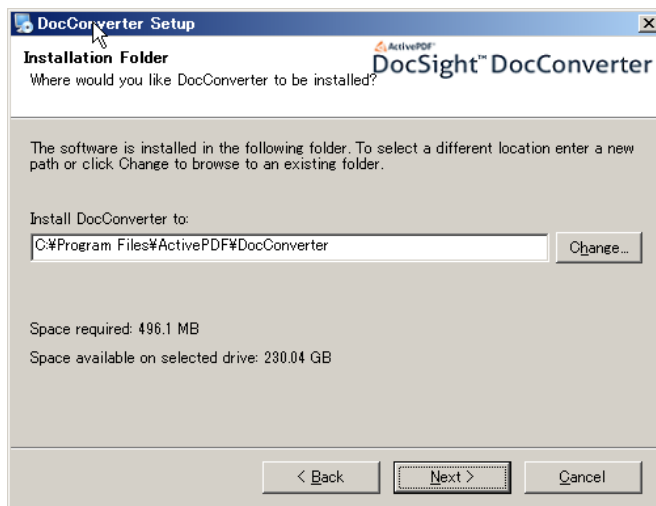 DocConverter Setup
Installation Folder
Where would you like DocConverter to be installed?
ActivePDF
DocSight™ DocConverter
The software is installed in the following folder. To select a different location enter a new
path or click Change to browse to an existing folder.
Install DocConverter to:
C:¥Program Files¥ActivePDF¥DocConverter
Change...
Space required: 496.1 MB
Space available on selected drive: 230.04 GB
< Back
Next >
Cancel